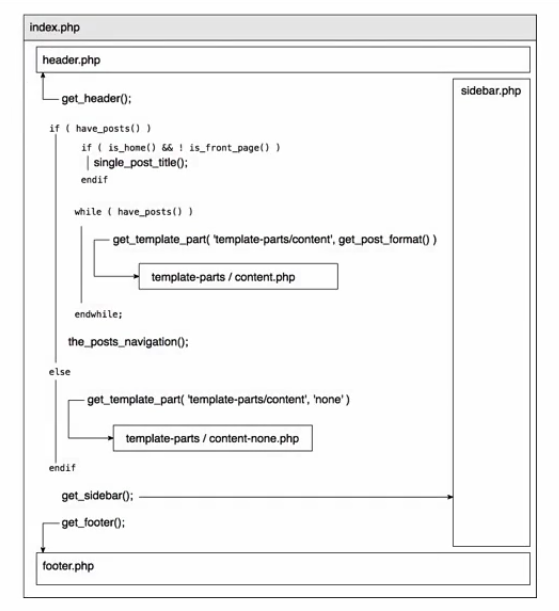 index.php
header.php
sidebar.php
get_header();
if ( have_posts() )
if ( is_home() && ! is_front_page() )
single_post_title();
endif
while ( have_posts() )
get_template_part( 'template-parts/content', get_post_format() )
template-parts / content.php
endwhile;
the_posts_navigation();
else
get_template_part( 'template-parts/content', 'none' )
template-parts / content-none.php
endif
get_sidebar();
get_footer();
footer.php